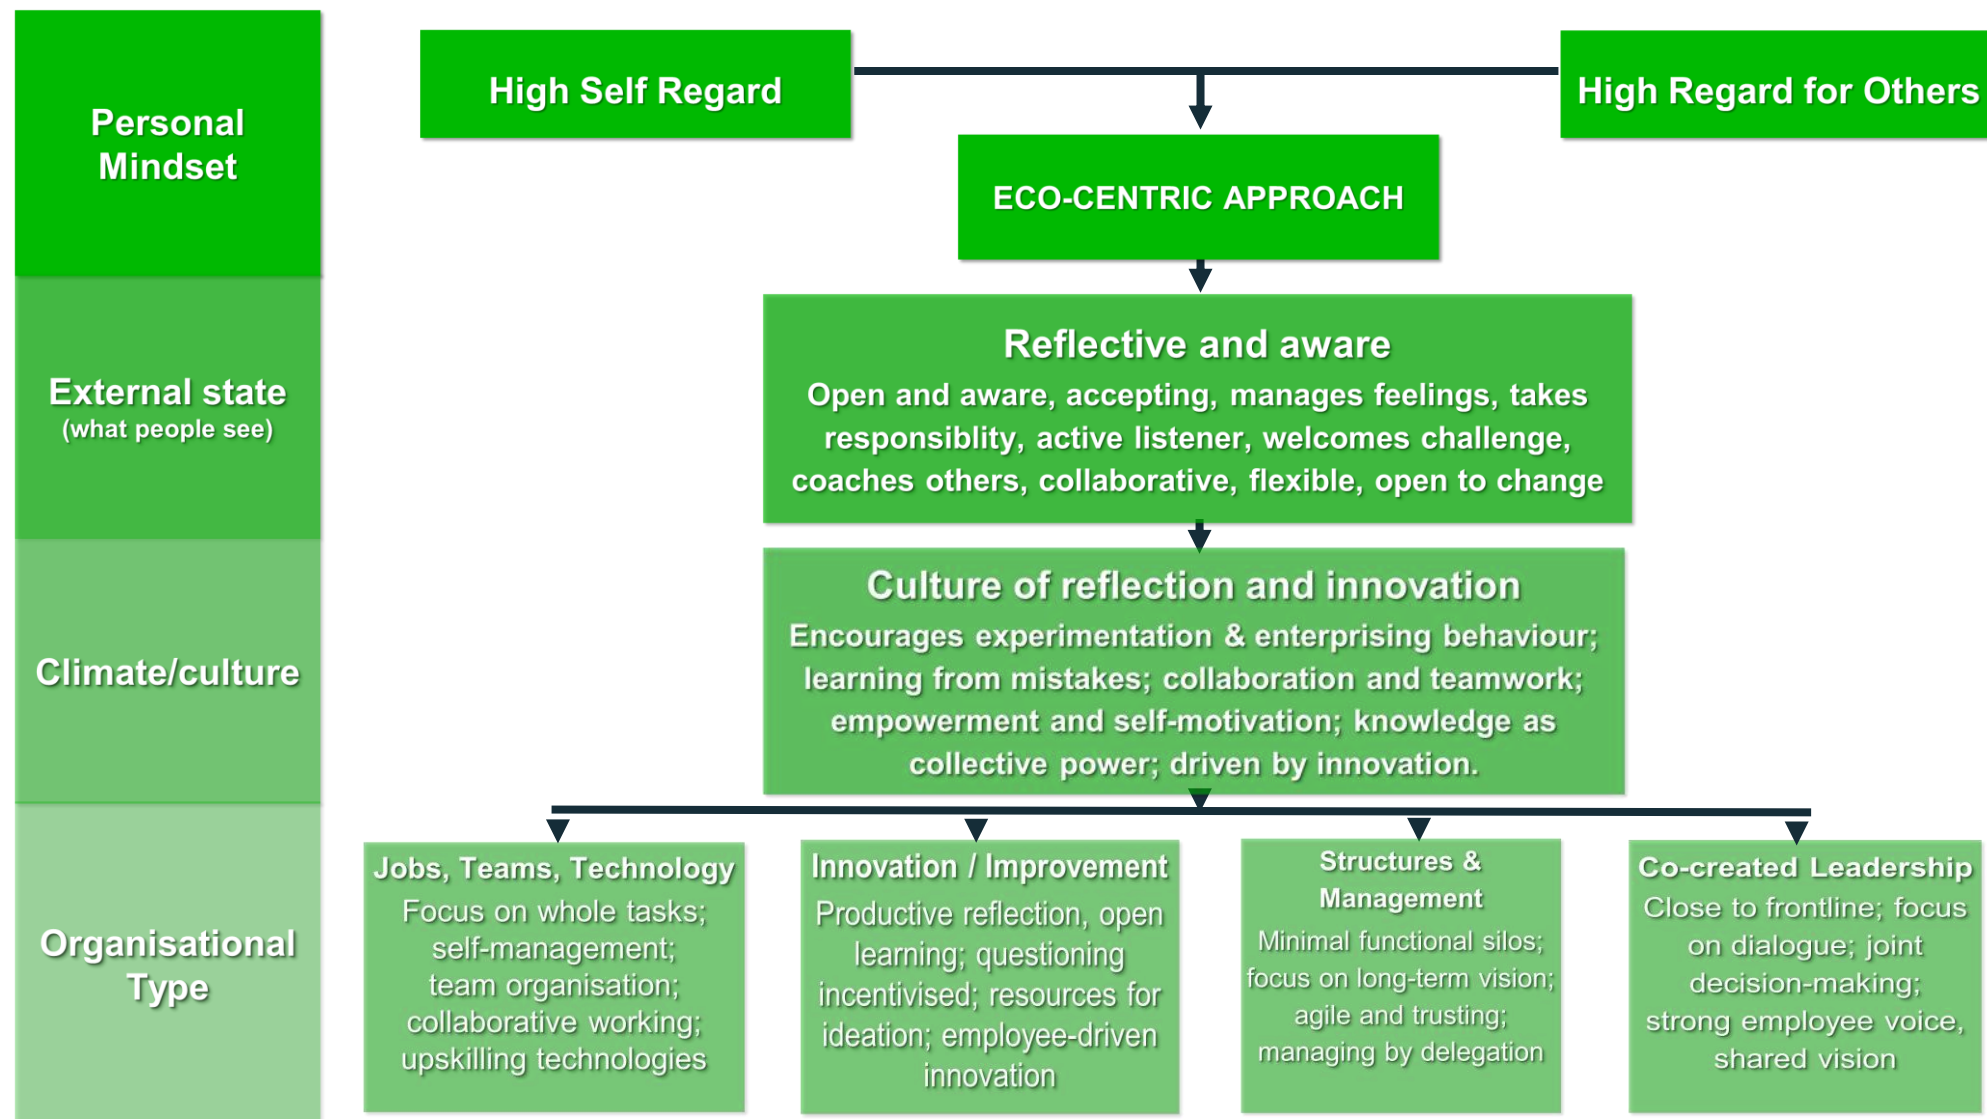 Personal
Mindset
High Self Regard
High Regard for Others
ECO-CENTRIC APPROACH
External state
(what people see)
Reflective and aware
Open and aware, accepting, manages feelings, takes
responsiblity, active listener, welcomes challenge,
coaches others, collaborative, flexible, open to change
Climate/culture
Culture of reflection and innovation
Encourages experimentation & enterprising behaviour;
learning from mistakes; collaboration and teamwork;
empowerment and self-motivation; knowledge as
collective power; driven by innovation.
Organisational
Type
Jobs, Teams, Technology
Focus on whole tasks;
self-management;
team organisation;
collaborative working;
upskilling technologies
Innovation / Improvement
Productive reflection, open
learning; questioning
incentivised; resources for
ideation; employee-driven
innovation
Structures &
Management
Minimal functional silos;
focus on long-term vision;
agile and trusting;
managing by delegation
Co-created Leadership
Close to frontline; focus
on dialogue; joint
decision-making;
strong employee voice,
shared vision